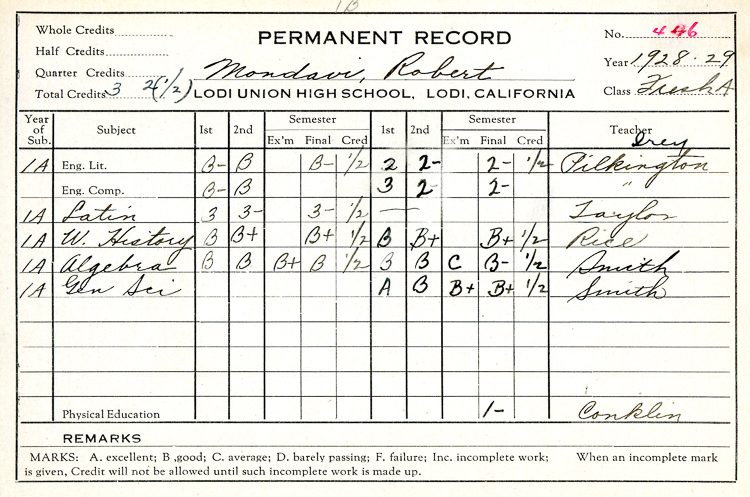 Whole Credits
Half Credits
Quarter Credits
Total Credits 3 2(1/2)
PERMANENT RECORD
Mondavi, Robert
LODI UNION HIGH SCHOOL, LODI, CALIFORNIA
No. 446
Year 1928-29
Class Fresh A
Year of Sub. Subject 1st 2nd Semester Ex'm Final Cred 1st 2nd Semester Ex'm Final Cred Teacher
1A Eng. Lit. B- B B- 1/2 2 2- 2- 1/2 Pilkington
Eng. Comp. B- B 3 2- 2- "
1A Latin 3 3- 3- 1/2 — Taylor
1A W. History B B+ B+ 1/2 B B+ B+ 1/2 Rice
1A Algebra B B B+ B 1/2 B B C B- 1/2 Smith
1A Gen Sci A B B+ B+ 1/2 Smith
Physical Education 1- Conklin
REMARKS
MARKS: A. excellent; B ,good; C. average; D. barely passing; F. failure; Inc. incomplete work; When an incomplete mark
is given, Credit will not be allowed until such incomplete work is made up.